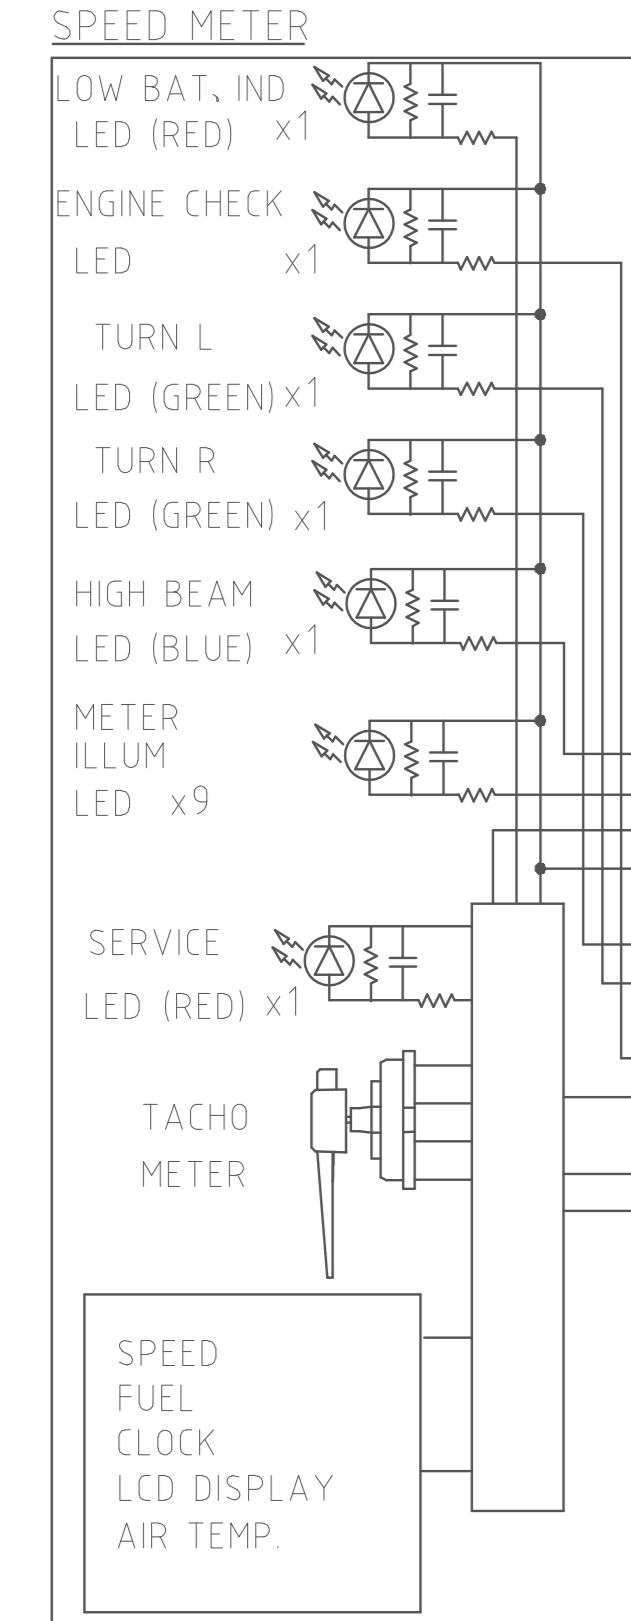 SPEED METER
LOW BAT、IND
LED (RED) x1
ENGINE CHECK
LED x1
TURN L
LED (GREEN) x1
TURN R
LED (GREEN) x1
HIGH BEAM
LED (BLUE) x1
METER
ILLUM
LED x9
SERVICE
LED (RED) x1
TACHO
METER
SPEED
FUEL
CLOCK
LCD DISPLAY
AIR TEMP.